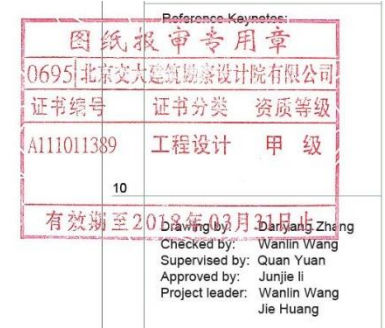 Reference Keynotes:
图纸报审专用章
0695 北京交大建筑勘察设计院有限公司
证书编号 证书分类 资质等级
A111011389 工程设计 甲 级
10
有效期至2018年03月31日止
Drawing by: Danyang Zhang
Checked by: Wanlin Wang
Supervised by: Quan Yuan
Approved by: Junjie li
Project leader: Wanlin Wang
Jie Huang